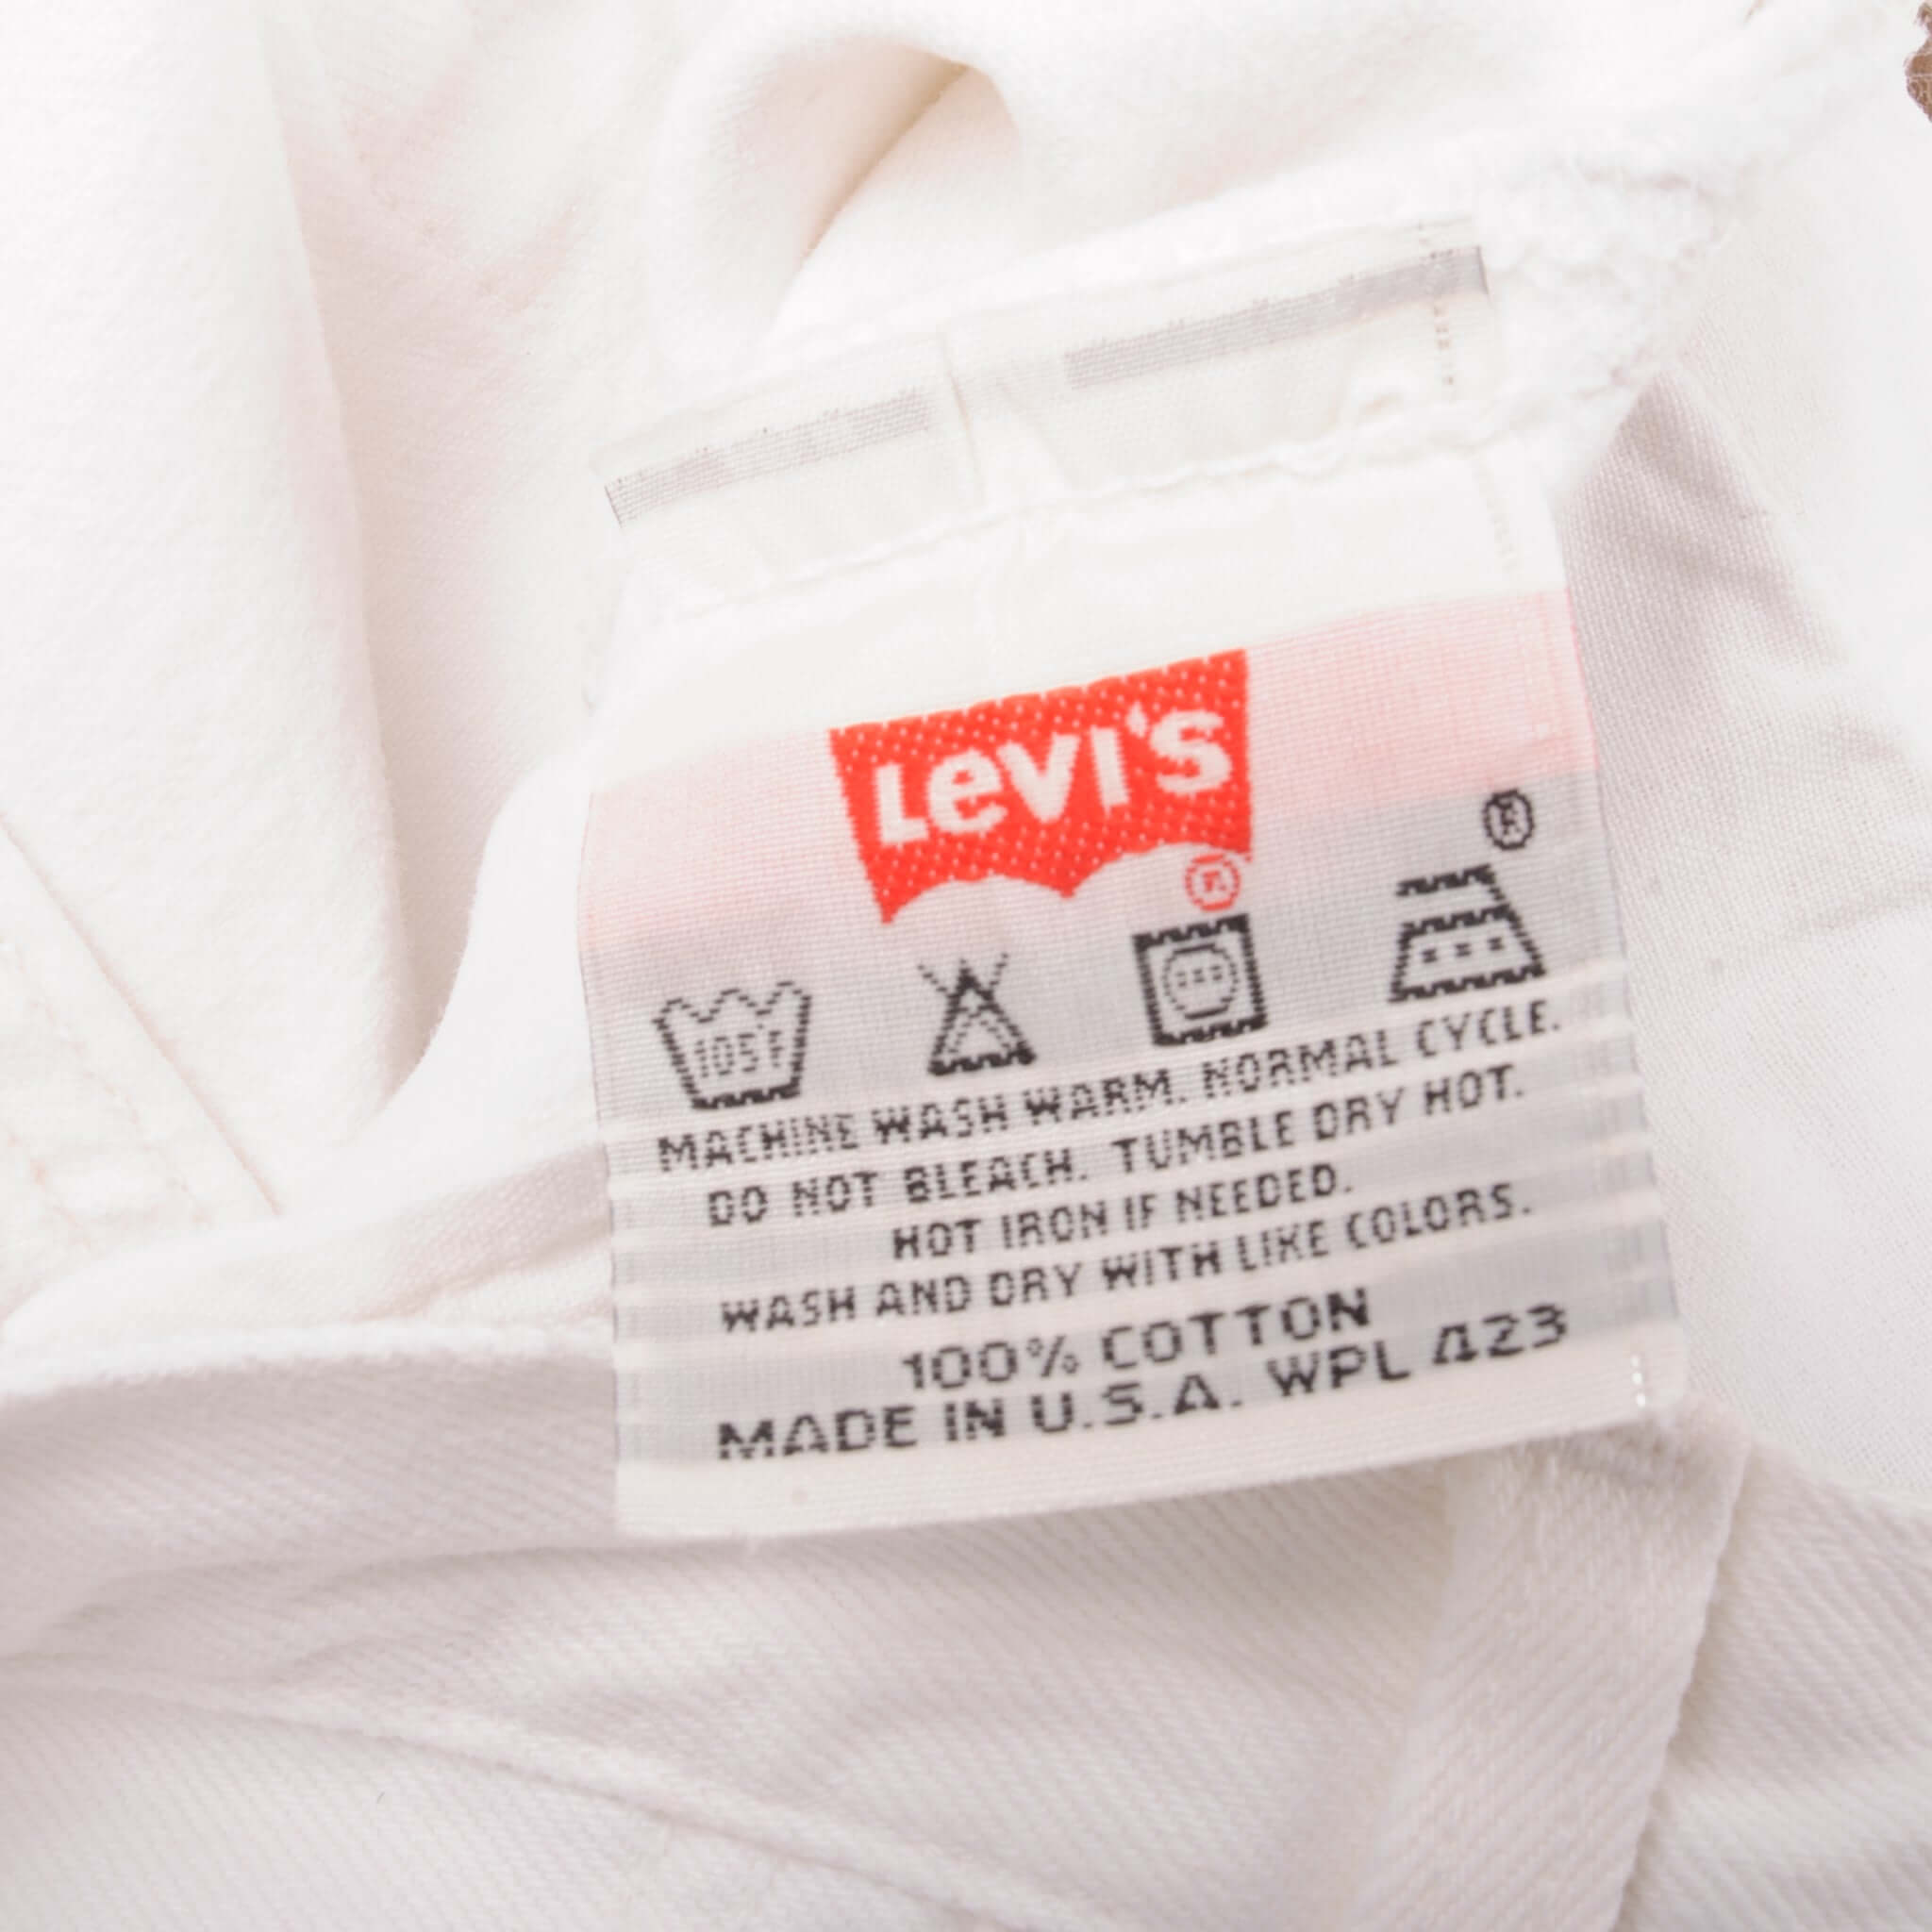 LEVI'S ®
®
105°F
MACHINE WASH WARM. NORMAL CYCLE.
DO NOT BLEACH. TUMBLE DRY HOT.
HOT IRON IF NEEDED.
WASH AND DRY WITH LIKE COLORS.
100% COTTON
MADE IN U.S.A. WPL 423